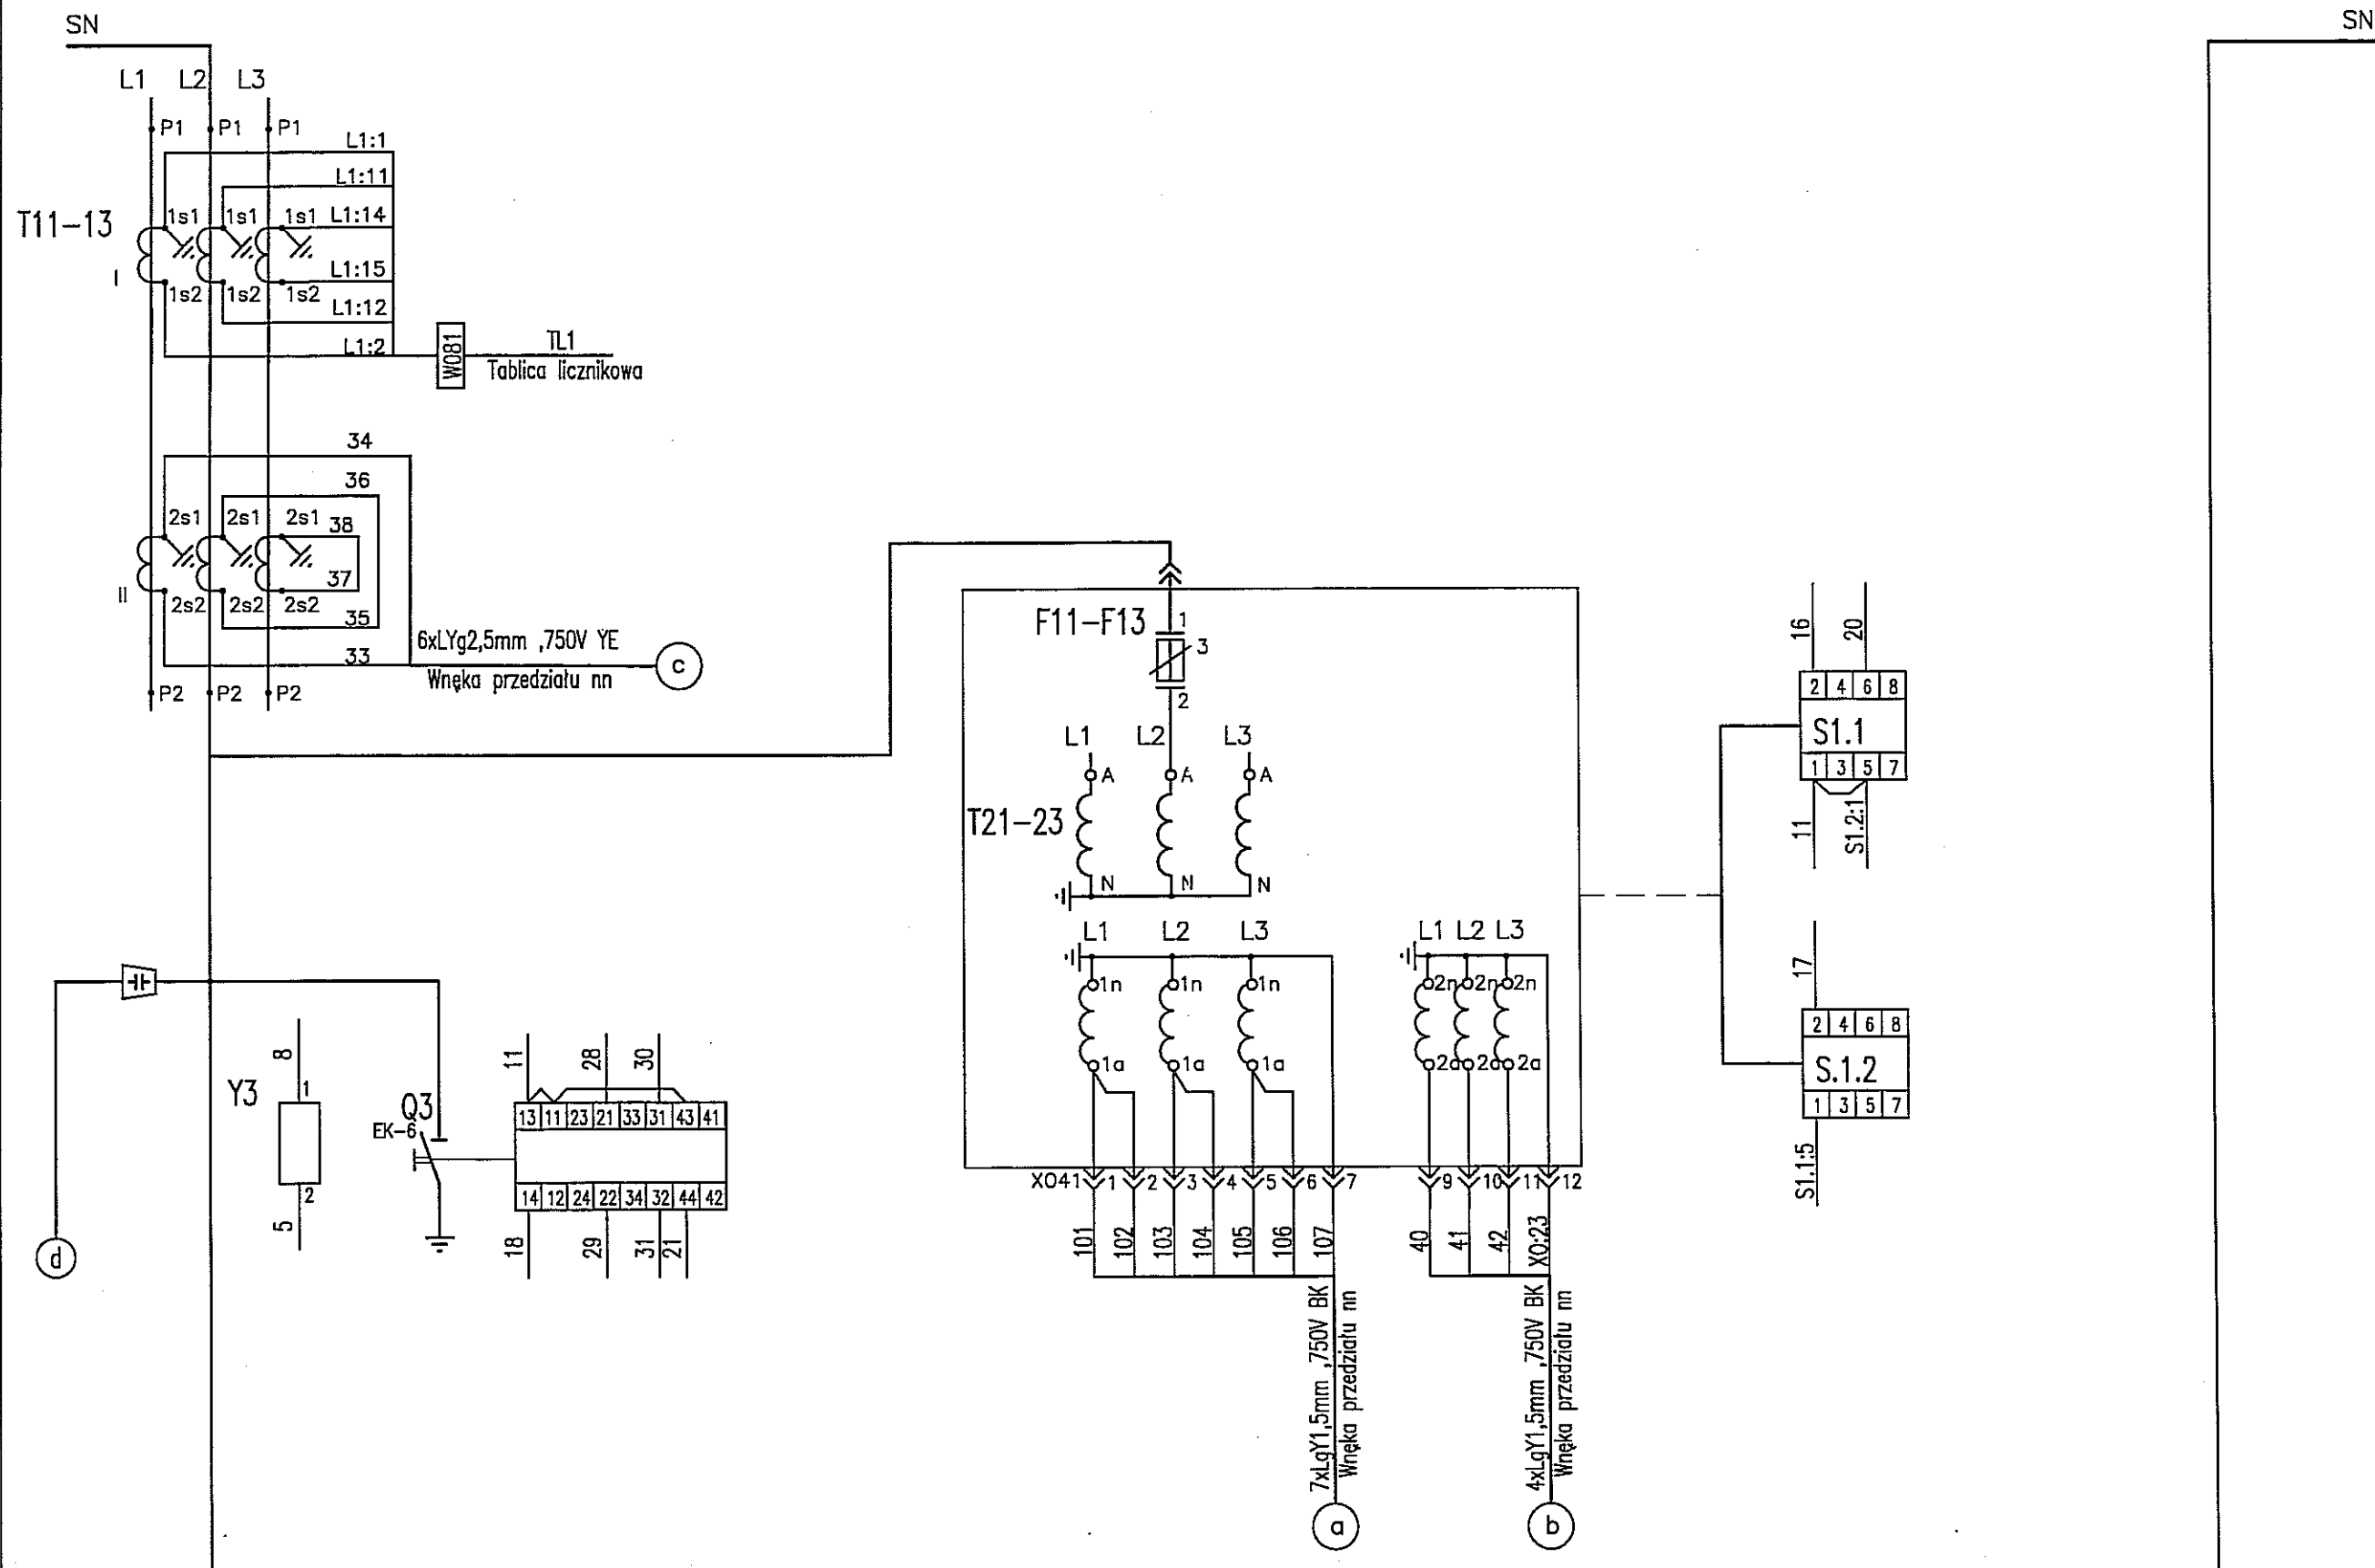 SN
SN
L1 L2 L3
P1 P1 P1
L1:1
L1:11
1s1 1s1 1s1 L1:14
T11-13
I
L1:15
1s2 1s2 1s2
L1:12
L1:2
W081
TL1
Tablica licznikowa
34
36
2s1 2s1 2s1 38
37
II
2s2 2s2 2s2
35
33
6xLYg2,5mm ,750V YE
Wnęka przedziału nn
c
P2 P2 P2
F11-F13
1
3
2
L1 L2 L3
A A A
T21-23
N N N
L1 L2 L3
1n 1n 1n
1a 1a 1a
L1 L2 L3
2n 2n 2n
2a 2a 2a
X041 1 2 3 4 5 6 7
9 10 11 12
101 102 103 104 105 106 107
40 41 42 X0:23
7xLgY1,5mm ,750V BK
Wnęka przedziału nn
a
4xLgY1,5mm ,750V BK
Wnęka przedziału nn
b
16 20
2 4 6 8
S1.1
1 3 5 7
11 S1.2:1
17
2 4 6 8
S.1.2
1 3 5 7
S1.1:5
d
8
Y3
1
2
5
Q3
EK-6
11 28 30
13 11 23 21 33 31 43 41
14 12 24 22 34 32 44 42
18 29 31 21